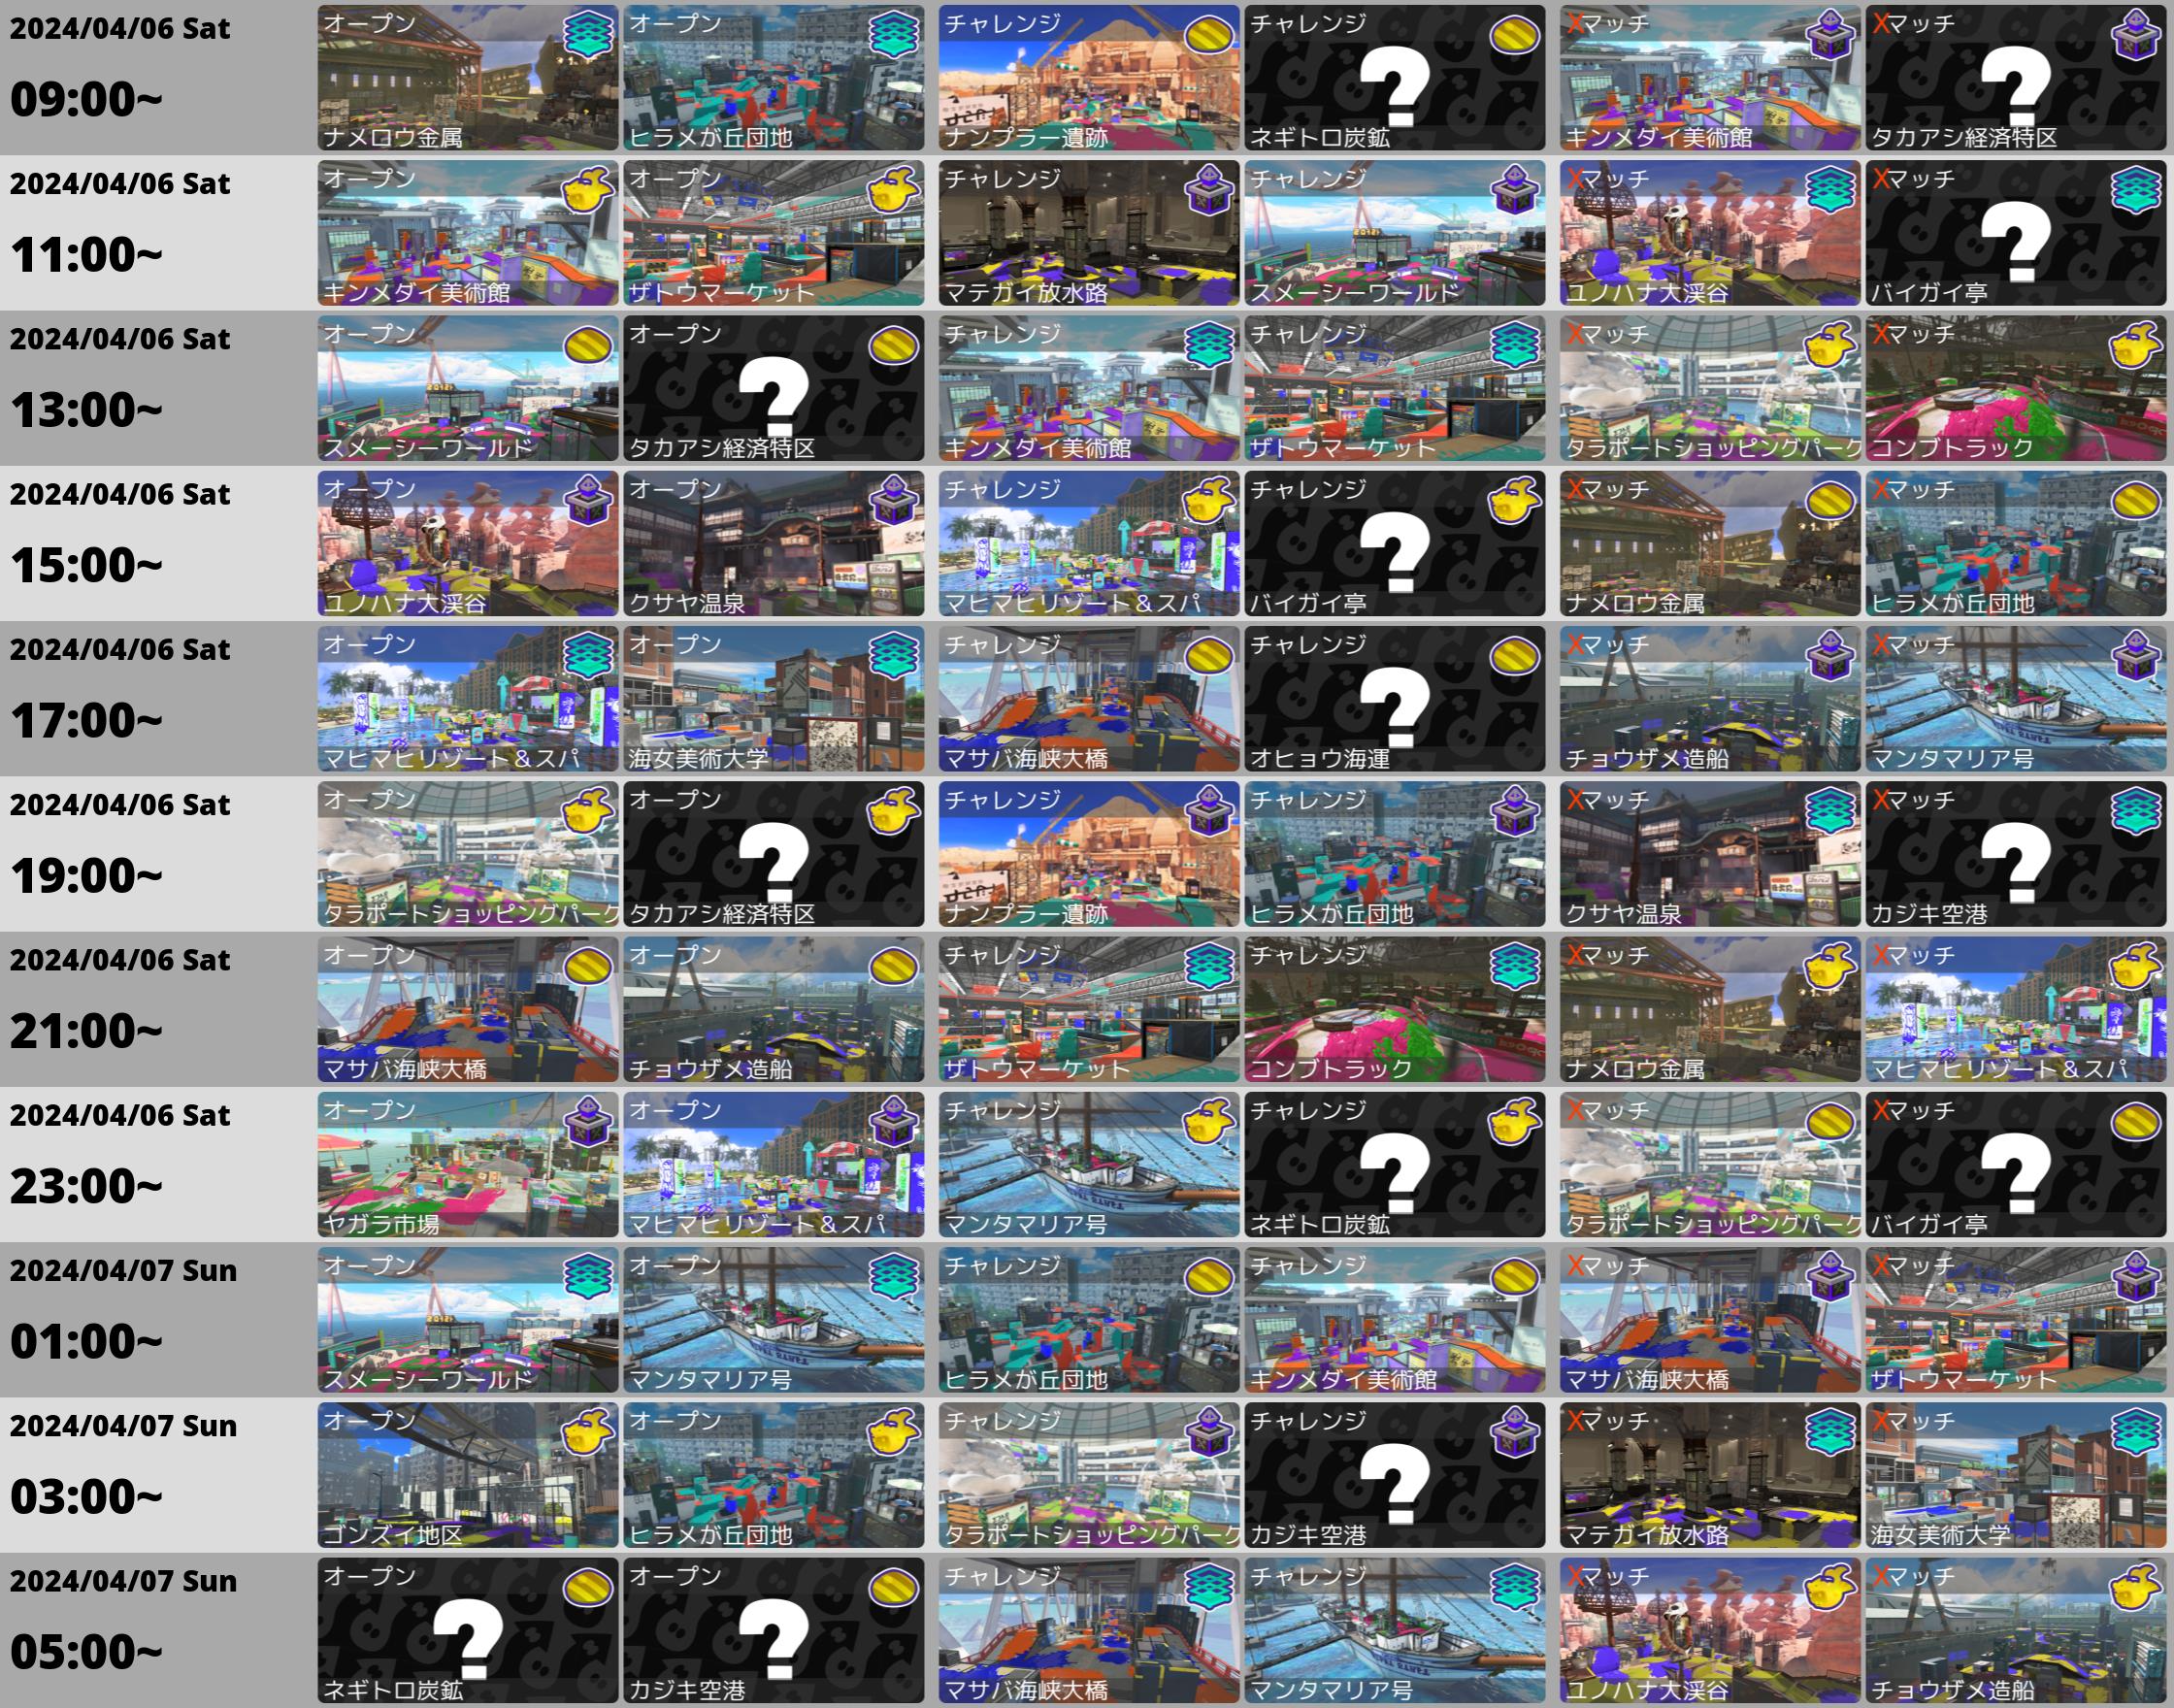 2024/04/06 Sat
09:00~
オープン
ナメロウ金属
オープン
ヒラメが丘団地
チャレンジ
ナンプラー遺跡
チャレンジ
?
ネギトロ炭鉱
Xマッチ
キンメダイ美術館
Xマッチ
?
タカアシ経済特区
2024/04/06 Sat
11:00~
オープン
キンメダイ美術館
オープン
ザトウマーケット
チャレンジ
マテガイ放水路
チャレンジ
スメーシーワールド
Xマッチ
ユノハナ大渓谷
Xマッチ
?
バイガイ亭
2024/04/06 Sat
13:00~
オープン
スメーシーワールド
オープン
?
タカアシ経済特区
チャレンジ
キンメダイ美術館
チャレンジ
ザトウマーケット
Xマッチ
タラポートショッピングパーク
Xマッチ
コンブトラック
2024/04/06 Sat
15:00~
オープン
ユノハナ大渓谷
オープン
クサヤ温泉
チャレンジ
マヒマヒリゾート&スパ
チャレンジ
?
バイガイ亭
Xマッチ
ナメロウ金属
Xマッチ
ヒラメが丘団地
2024/04/06 Sat
17:00~
オープン
マヒマヒリゾート&スパ
オープン
海女美術大学
チャレンジ
マサバ海峡大橋
チャレンジ
?
オヒョウ海運
Xマッチ
チョウザメ造船
Xマッチ
マンタマリア号
2024/04/06 Sat
19:00~
オープン
タラポートショッピングパーク
オープン
?
タカアシ経済特区
チャレンジ
ナンプラー遺跡
チャレンジ
ヒラメが丘団地
Xマッチ
クサヤ温泉
Xマッチ
?
カジキ空港
2024/04/06 Sat
21:00~
オープン
マサバ海峡大橋
オープン
チョウザメ造船
チャレンジ
ザトウマーケット
チャレンジ
コンブトラック
Xマッチ
ナメロウ金属
Xマッチ
マヒマヒリゾート&スパ
2024/04/06 Sat
23:00~
オープン
ヤガラ市場
オープン
マヒマヒリゾート&スパ
チャレンジ
マンタマリア号
チャレンジ
?
ネギトロ炭鉱
Xマッチ
タラポートショッピングパーク
Xマッチ
?
バイガイ亭
2024/04/07 Sun
01:00~
オープン
スメーシーワールド
オープン
マンタマリア号
チャレンジ
ヒラメが丘団地
チャレンジ
キンメダイ美術館
Xマッチ
マサバ海峡大橋
Xマッチ
ザトウマーケット
2024/04/07 Sun
03:00~
オープン
ゴンズイ地区
オープン
ヒラメが丘団地
チャレンジ
タラポートショッピングパーク
チャレンジ
?
カジキ空港
Xマッチ
マテガイ放水路
Xマッチ
海女美術大学
2024/04/07 Sun
05:00~
オープン
?
ネギトロ炭鉱
オープン
?
カジキ空港
チャレンジ
マサバ海峡大橋
チャレンジ
マンタマリア号
Xマッチ
ユノハナ大渓谷
Xマッチ
チョウザメ造船